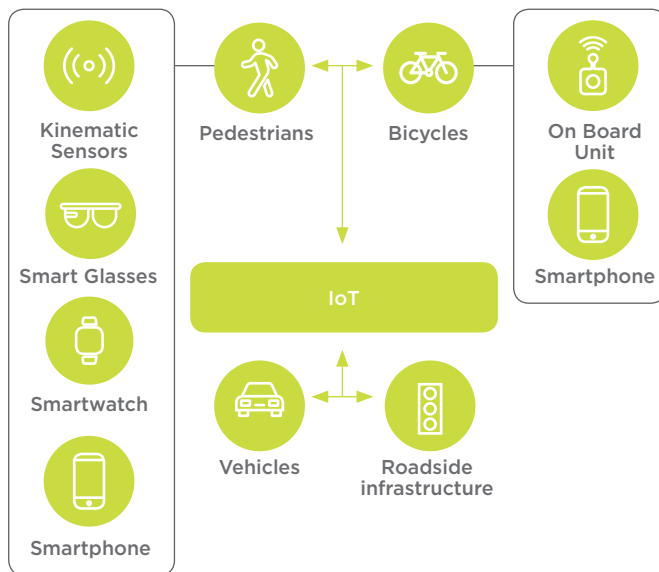 Kinematic
Sensors
Smart Glasses
Smartwatch
Smartphone
Pedestrians
Bicycles
On Board
Unit
Smartphone
IoT
Vehicles
Roadside
infrastructure